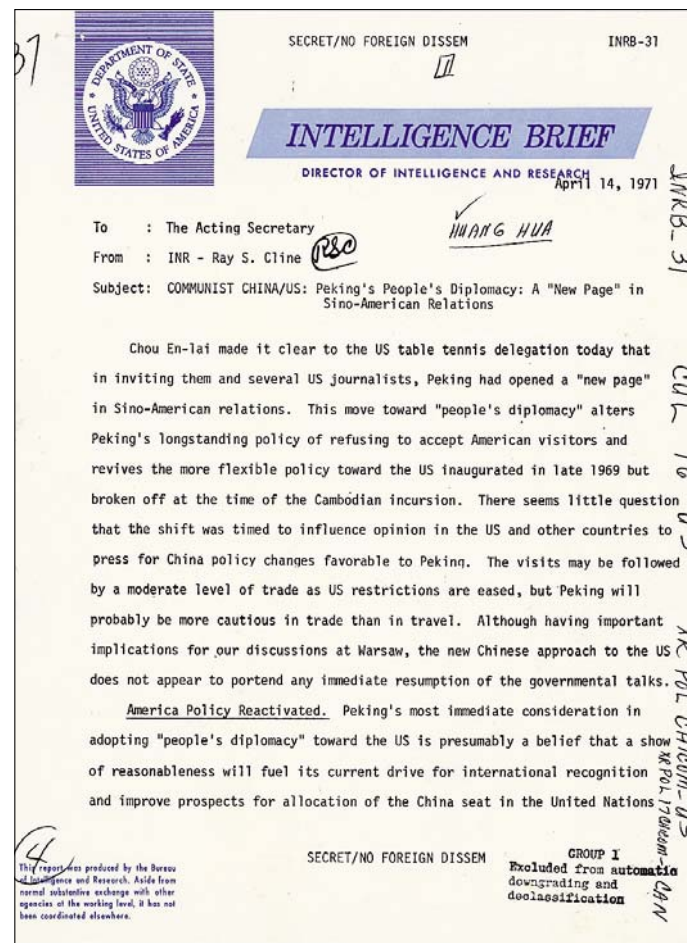 37
SECRET/NO FOREIGN DISSEM
INRB-31
DEPARTMENT OF STATE
UNITED STATES OF AMERICA
INTELLIGENCE BRIEF
DIRECTOR OF INTELLIGENCE AND RESEARCH
April 14, 1971
To : The Acting Secretary
HUANG HUA
From : INR - Ray S. Cline RSC
Subject: COMMUNIST CHINA/US: Peking's People's Diplomacy: A "New Page" in
Sino-American Relations
Chou En-lai made it clear to the US table tennis delegation today that
in inviting them and several US journalists, Peking had opened a "new page"
in Sino-American relations. This move toward "people's diplomacy" alters
Peking's longstanding policy of refusing to accept American visitors and
revives the more flexible policy toward the US inaugurated in late 1969 but
broken off at the time of the Cambodian incursion. There seems little question
that the shift was timed to influence opinion in the US and other countries to
press for China policy changes favorable to Peking. The visits may be followed
by a moderate level of trade as US restrictions are eased, but Peking will
probably be more cautious in trade than in travel. Although having important
implications for our discussions at Warsaw, the new Chinese approach to the US
does not appear to portend any immediate resumption of the governmental talks.
America Policy Reactivated. Peking's most immediate consideration in
adopting "people's diplomacy" toward the US is presumably a belief that a show
of reasonableness will fuel its current drive for international recognition
and improve prospects for allocation of the China seat in the United Nations
INRB-31
CUL 16 US
XR POL CHICOM-US
XR POL 17 CHICOM-CAN
4
This report was produced by the Bureau
of Intelligence and Research. Aside from
normal substantive exchange with other
agencies at the working level, it has not
been coordinated elsewhere.
SECRET/NO FOREIGN DISSEM
GROUP 1
Excluded from automatic
downgrading and
declassification